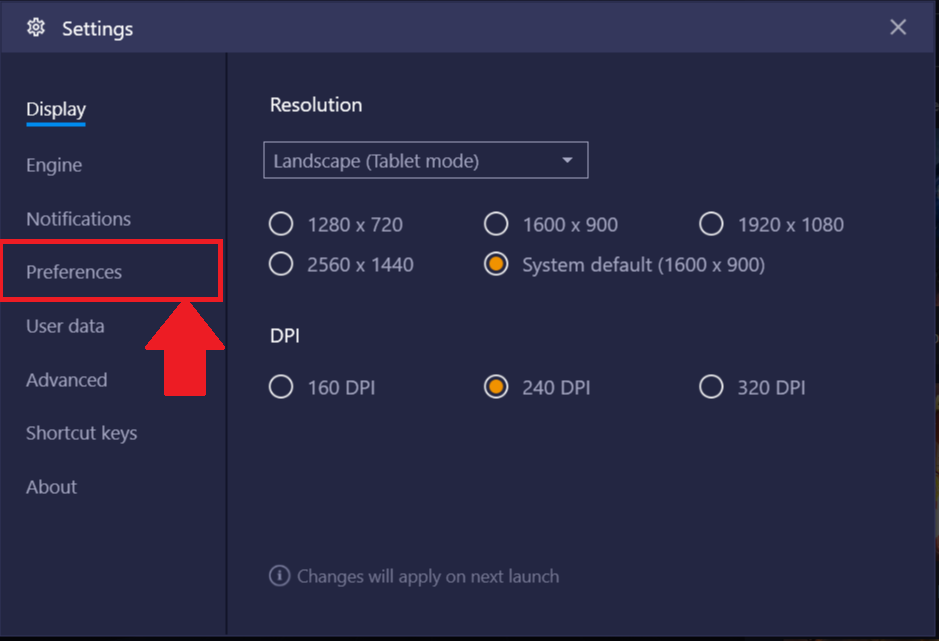 Settings
Display
Engine
Notifications
Preferences
User data
Advanced
Shortcut keys
About
Resolution
Landscape (Tablet mode)
1280 x 720 1600 x 900 1920 x 1080
2560 x 1440 System default (1600 x 900)
DPI
160 DPI 240 DPI 320 DPI
Changes will apply on next launch